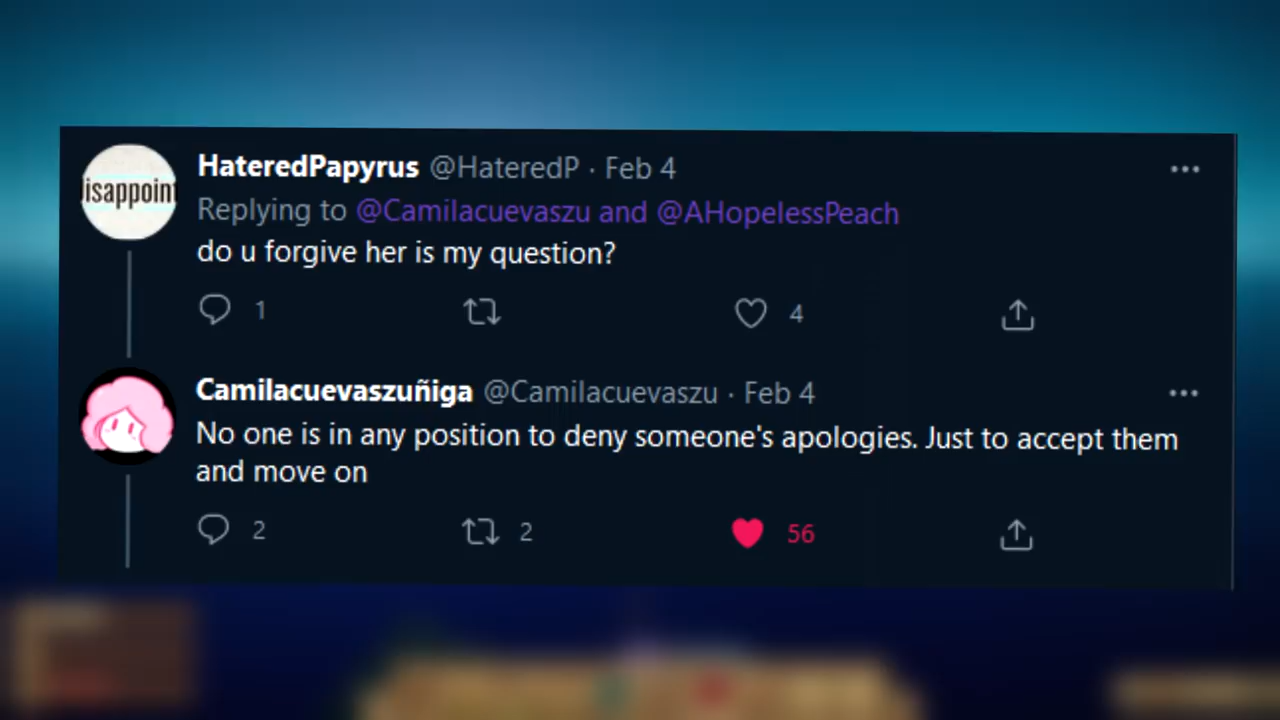 isappoint
HateredPapyrus @HateredP · Feb 4
Replying to @Camilacuevaszu and @AHopelessPeach
do u forgive her is my question?
1 4
Camilacuevaszuñiga @Camilacuevaszu · Feb 4
No one is in any position to deny someone's apologies. Just to accept them
and move on
2 2 56